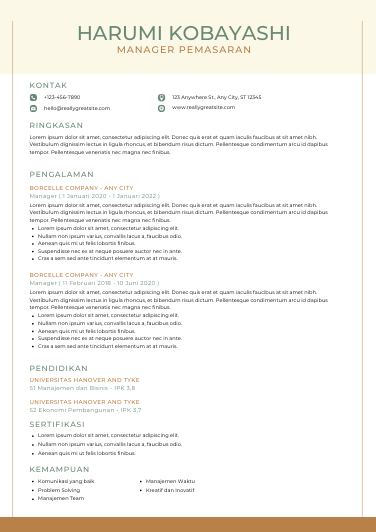 HARUMI KOBAYASHI
MANAGER PEMASARAN
KONTAK
+123-456-7890
123 Anywhere St., Any City, ST 12345
hello@reallygreatsite.com
www.reallygreatsite.com
RINGKASAN
Lorem ipsum dolor sit amet, consectetur adipiscing elit. Donec quis erat et quam iaculis faucibus at sit amet nibh.
Vestibulum dignissim lectus in ligula rhoncus, et bibendum risus dictum. Pellentesque condimentum arcu id est dapibus
tempor. Pellentesque venenatis magna nec finibus.
PENGALAMAN
BORCELLE COMPANY - ANY CITY
Manager ( 1 Januari 2020 - 1 Januari 2022 )
Lorem ipsum dolor sit amet, consectetur adipiscing elit. Donec quis erat et quam iaculis faucibus at sit amet nibh.
Vestibulum dignissim lectus in ligula rhoncus, et bibendum risus dictum. Pellentesque condimentum arcu id est dapibus
tempor. Pellentesque venenatis magna nec finibus.
• Lorem ipsum dolor sit amet, consectetur adipiscing elit.
• Nullam non ipsum varius, convallis lacus a, faucibus odio.
• Aenean quis mi ut felis lobortis finibus.
• Suspendisse nec ex at neque posuere auctor nec in ante.
• Cras a sem sed ante tincidunt elementum at at mauris.
BORCELLE COMPANY - ANY CITY
Manager ( 11 Februari 2018 - 10 Juni 2020 )
Lorem ipsum dolor sit amet, consectetur adipiscing elit. Donec quis erat et quam iaculis faucibus at sit amet nibh.
Vestibulum dignissim lectus in ligula rhoncus, et bibendum risus dictum. Pellentesque condimentum arcu id est dapibus
tempor. Pellentesque venenatis magna nec finibus.
• Lorem ipsum dolor sit amet, consectetur adipiscing elit.
• Nullam non ipsum varius, convallis lacus a, faucibus odio.
• Aenean quis mi ut felis lobortis finibus.
• Suspendisse nec ex at neque posuere auctor nec in ante.
• Cras a sem sed ante tincidunt elementum at at mauris.
PENDIDIKAN
UNIVERSITAS HANOVER AND TYKE
S1 Manajemen dan Bisnis - IPK 3,8
UNIVERSITAS HANOVER AND TYKE
S2 Ekonomi Pembangunan - IPK 3,7
SERTIFIKASI
• Lorem ipsum dolor sit amet, consectetur adipiscing elit.
• Nullam non ipsum varius, convallis lacus a, faucibus odio.
• Aenean quis mi ut felis lobortis finibus.
KEMAMPUAN
• Komunikasi yang baik
• Problem Solving
• Manajemen Team
• Manajemen Waktu
• Kreatif dan Inovatif